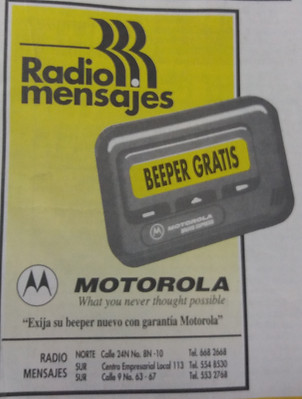 Radio
mensajes
BEEPER GRATIS
MOTOROLA
MOTOROLA
What you never thought possible
"Exija su beeper nuevo con garantía Motorola"
RADIO MENSAJES
NORTE Calle 24N No. 8N -10 Tel. 668 2668
SUR Centro Empresarial Local 113 Tel. 554 8530
SUR Calle 9 No. 63 - 67 Tel. 553 2768